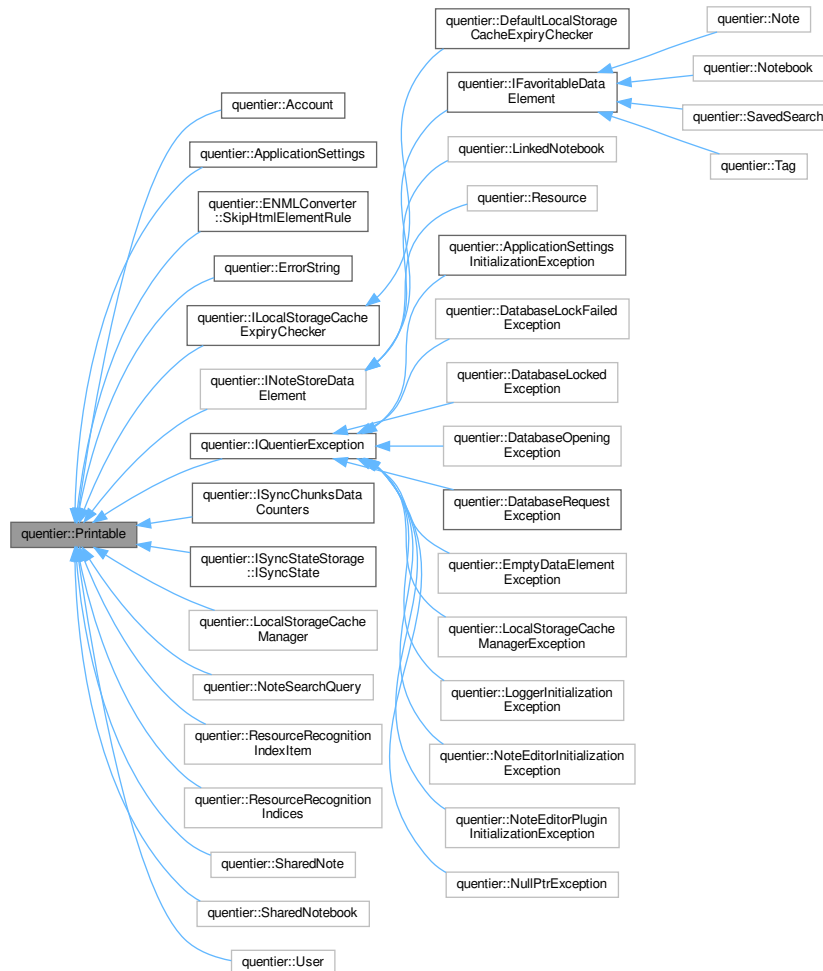 quentier::Printable
quentier::Account
quentier::ApplicationSettings
quentier::ENMLConverter
::SkipHtmlElementRule
quentier::ErrorString
quentier::ILocalStorageCache
ExpiryChecker
quentier::INoteStoreData
Element
quentier::IQuentierException
quentier::ISyncChunksData
Counters
quentier::ISyncStateStorage
::ISyncState
quentier::LocalStorageCache
Manager
quentier::NoteSearchQuery
quentier::ResourceRecognition
IndexItem
quentier::ResourceRecognition
Indices
quentier::SharedNote
quentier::SharedNotebook
quentier::User
quentier::DefaultLocalStorage
CacheExpiryChecker
quentier::IFavoritableData
Element
quentier::LinkedNotebook
quentier::Resource
quentier::ApplicationSettings
InitializationException
quentier::DatabaseLockFailed
Exception
quentier::DatabaseLocked
Exception
quentier::DatabaseOpening
Exception
quentier::DatabaseRequest
Exception
quentier::EmptyDataElement
Exception
quentier::LocalStorageCache
ManagerException
quentier::LoggerInitialization
Exception
quentier::NoteEditorInitialization
Exception
quentier::NoteEditorPlugin
InitializationException
quentier::NullPtrException
quentier::Note
quentier::Notebook
quentier::SavedSearch
quentier::Tag